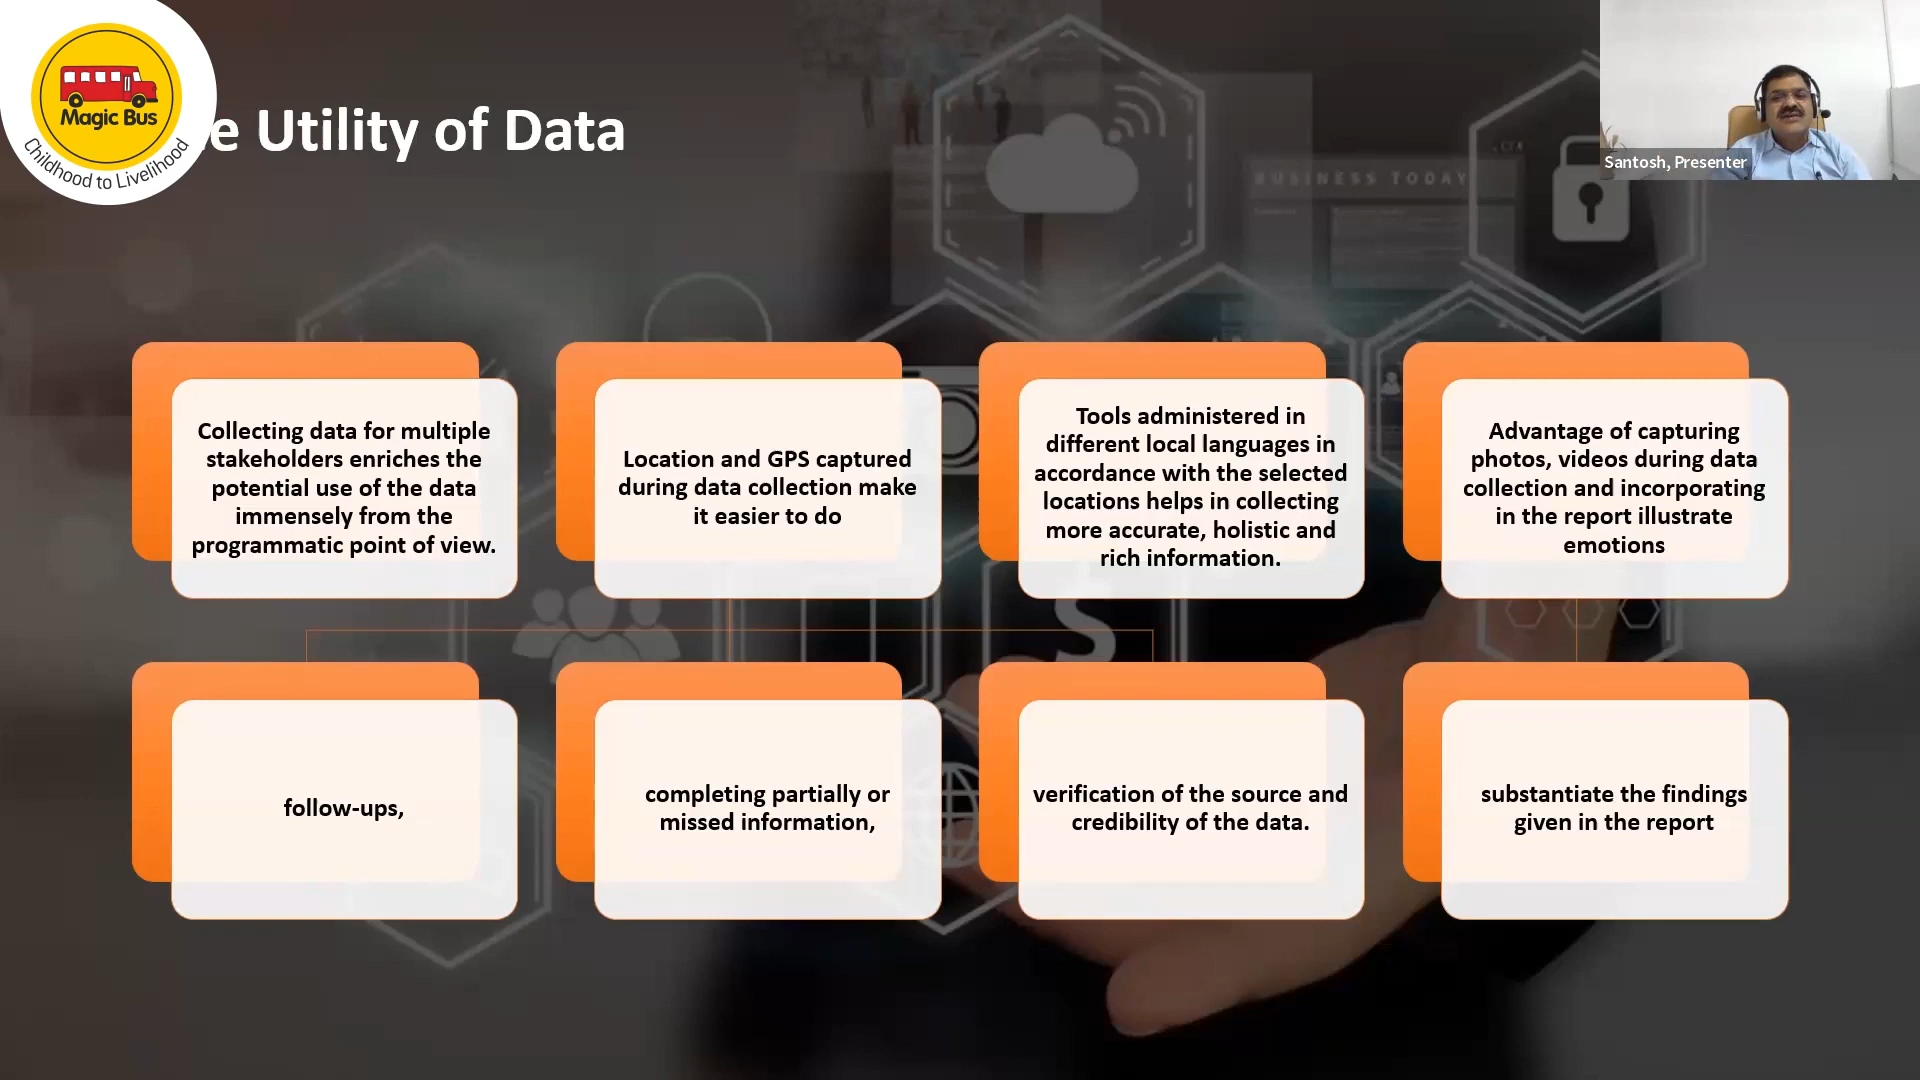 Magic Bus
Childhood to Livelihood
e Utility of Data
Santosh, Presenter
BUSINESS TODAY
Collecting data for multiple
stakeholders enriches the
potential use of the data
immensely from the
programmatic point of view.
Location and GPS captured
during data collection make
it easier to do
Tools administered in
different local languages in
accordance with the selected
locations helps in collecting
more accurate, holistic and
rich information.
Advantage of capturing
photos, videos during data
collection and incorporating
in the report illustrate
emotions
follow-ups,
completing partially or
missed information,
verification of the source and
credibility of the data.
substantiate the findings
given in the report